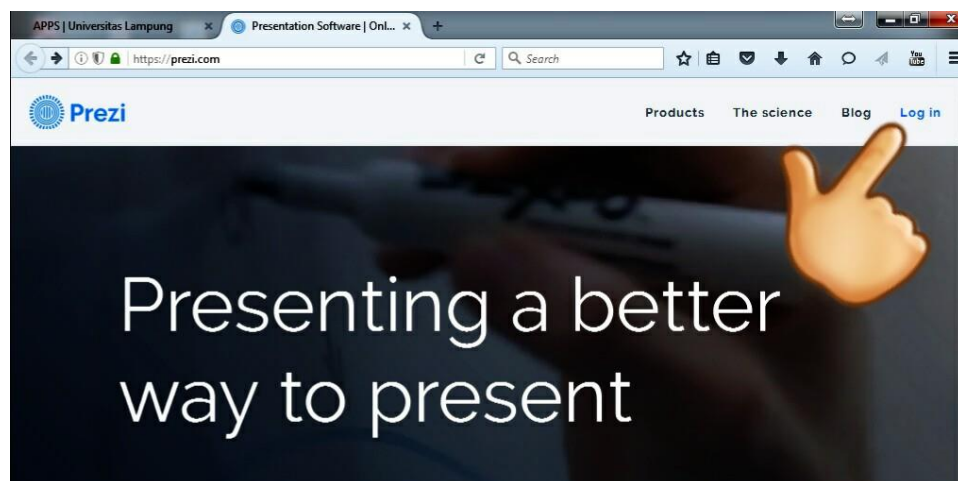 APPS | Universitas Lampung
Presentation Software | Onl...
https://prezi.com
Search
You Tube
Prezi
Products The science Blog Log in
Presenting a better
way to present